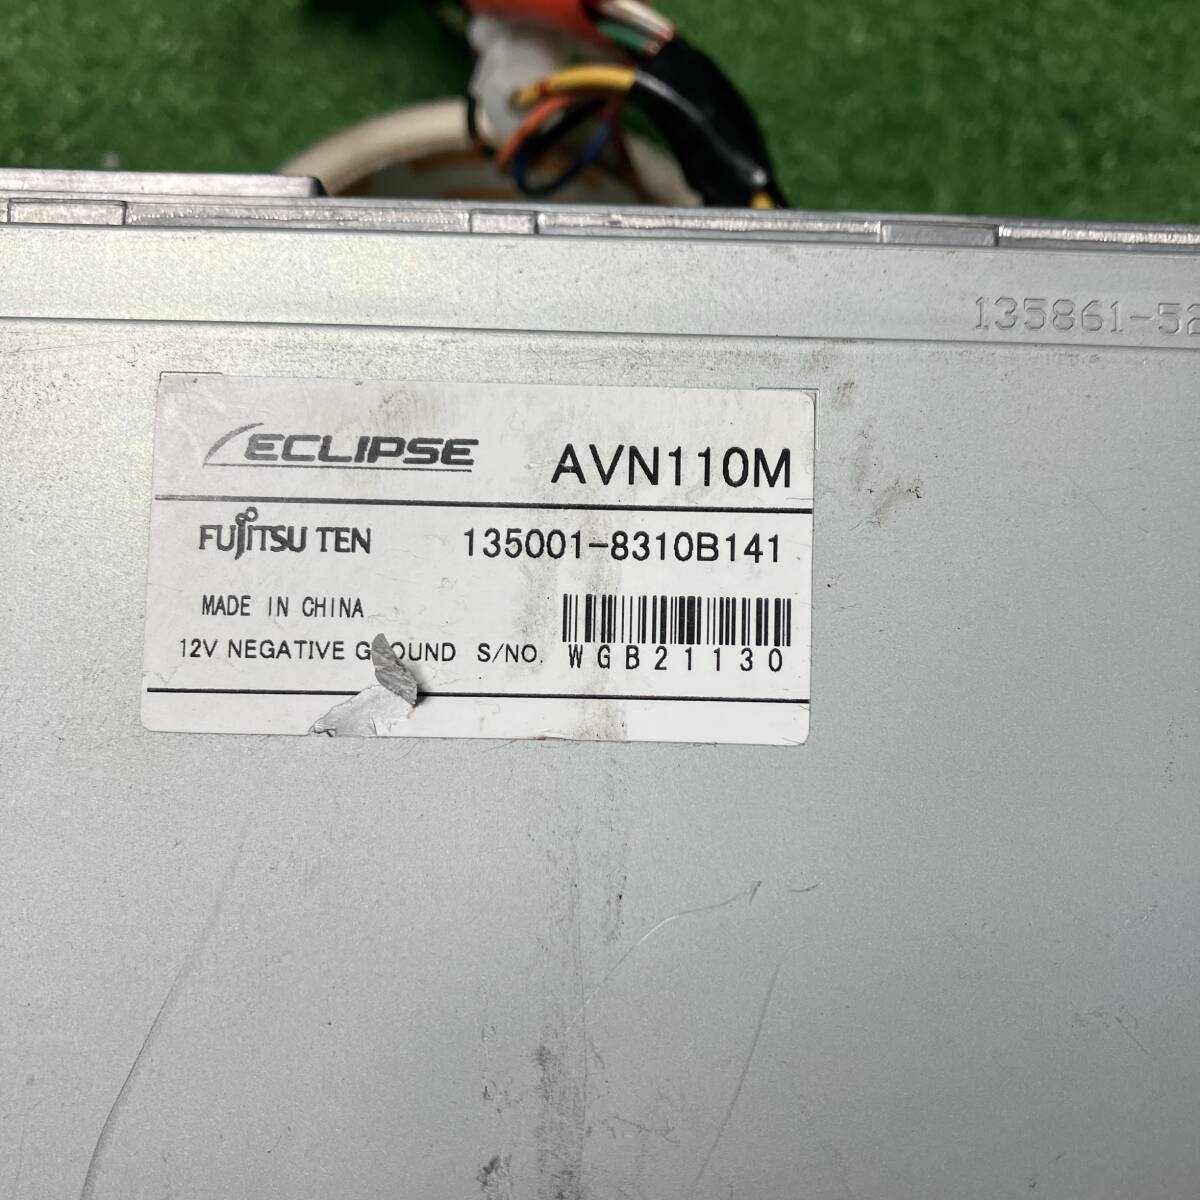 135861-52
ECLIPSE AVN110M
FUJITSU TEN 135001-8310B141
MADE IN CHINA
12V NEGATIVE GROUND S/NO. WGB21130